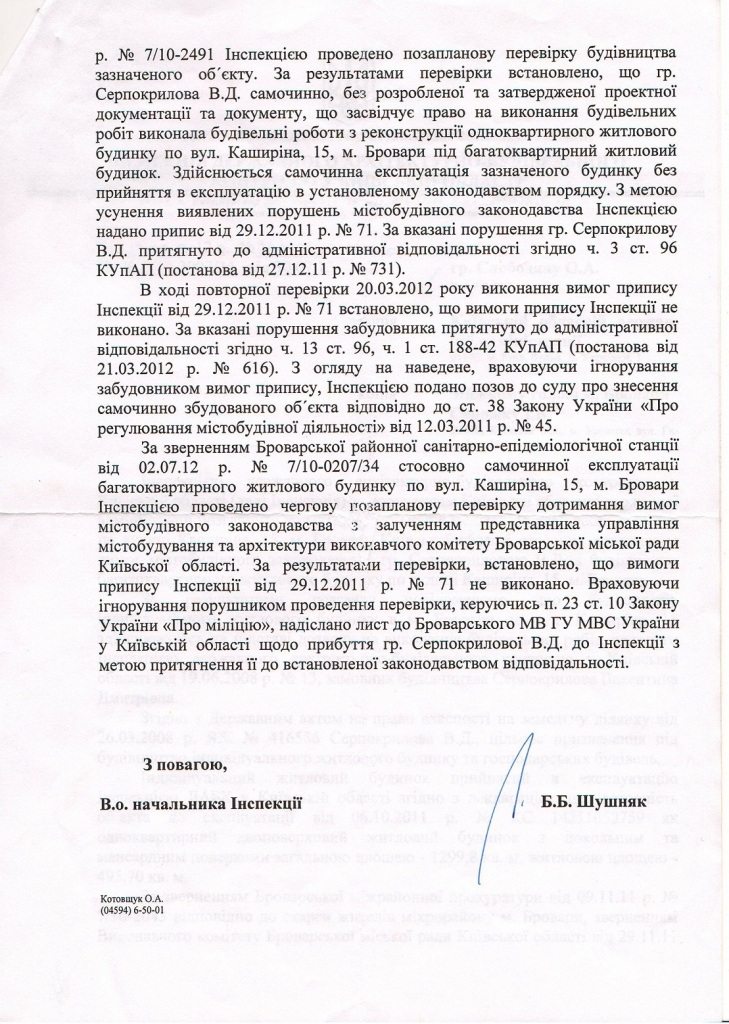 р. № 7/10-2491 Інспекцією проведено позапланову перевірку будівництва
зазначеного об´єкту. За результатами перевірки встановлено, що гр.
Серпокрилова В.Д. самочинно, без розробленої та затвердженої проектної
документації та документу, що засвідчує право на виконання будівельних
робіт виконала будівельні роботи з реконструкції одноквартирного житлового
будинку по вул. Каширіна, 15, м. Бровари під багатоквартирний житловий
будинок. Здійснюється самочинна експлуатація зазначеного будинку без
прийняття в експлуатацію в установленому законодавством порядку. З метою
усунення виявлених порушень містобудівного законодавства Інспекцією
надано припис від 29.12.2011 р. № 71. За вказані порушення гр. Серпокрилову
В.Д. притягнуто до адміністративної відповідальності згідно ч. 3 ст. 96
КУпАП (постанова від 27.12.11 р. № 731).
В ході повторної перевірки 20.03.2012 року виконання вимог припису
Інспекції від 29.12.2011 р. № 71 встановлено, що вимоги припису Інспекції не
виконано. За вказані порушення забудовника притягнуто до адміністративної
відповідальності згідно ч. 13 ст. 96, ч. 1 ст. 188-42 КУпАП (постанова від
21.03.2012 р. № 616). З огляду на наведене, враховуючи ігнорування
забудовником вимог припису, Інспекцією подано позов до суду про знесення
самочинно збудованого об´єкта відповідно до ст. 38 Закону України «Про
регулювання містобудівної діяльності» від 12.03.2011 р. № 45.
За зверненням Броварської районної санітарно-епідеміологічної станції
від 02.07.12 р. № 7/10-0207/34 стосовно самочинної експлуатації
багатоквартирного житлового будинку по вул. Каширіна, 15, м. Бровари
Інспекцією проведено чергову позапланову перевірку дотримання вимог
містобудівного законодавства з залученням представника управління
містобудування та архітектури виконавчого комітету Броварської міської ради
Київської області. За результатами перевірки, встановлено, що вимоги
припису Інспекції від 29.12.2011 р. № 71 не виконано. Враховуючи
ігнорування порушником проведення перевірки, керуючись п. 23 ст. 10 Закону
України «Про міліцію», надіслано лист до Броварського МВ ГУ МВС України
у Київській області щодо прибуття гр. Серпокрилової В.Д. до Інспекції з
метою притягнення її до встановленої законодавством відповідальності.
З повагою,
В.о. начальника Інспекції Б.Б. Шушняк
Котовщук О.А.
(04594) 6-50-01